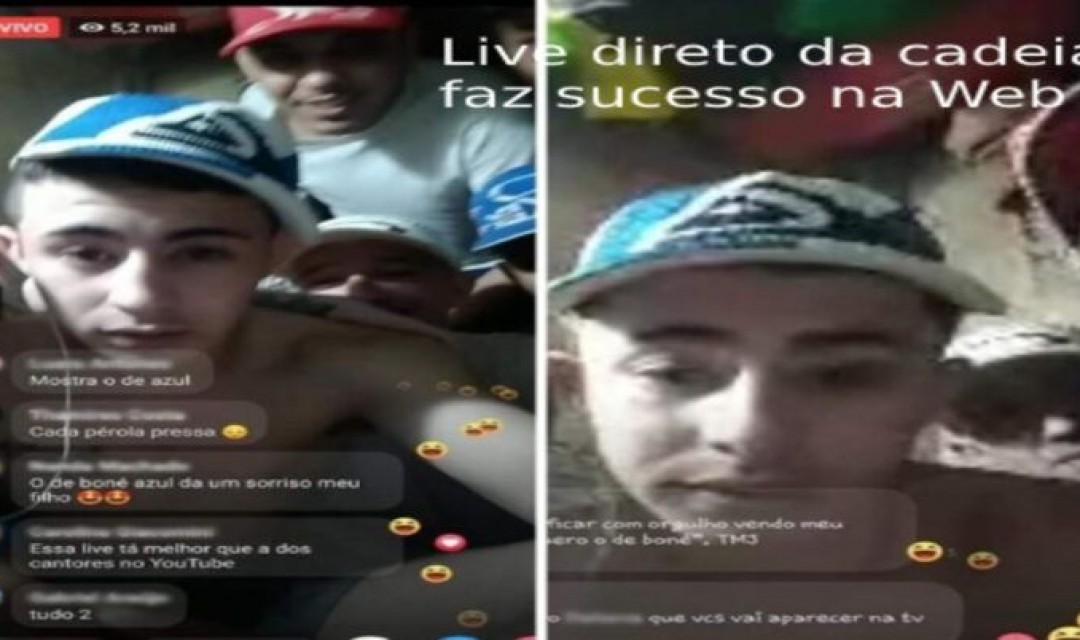 VIVO 5,2 mil
Live direto da cadeia
faz sucesso na Web
Mostra o de azul
Cada pérola pressa 😔
O de boné azul da um sorriso meu
filho 🤩🤩
Essa live tá melhor que a dos
cantores no YouTube
tudo 2
ficar com orgulho vendo meu
ero o de boné", TM3
o que vcs vai aparecer na tv